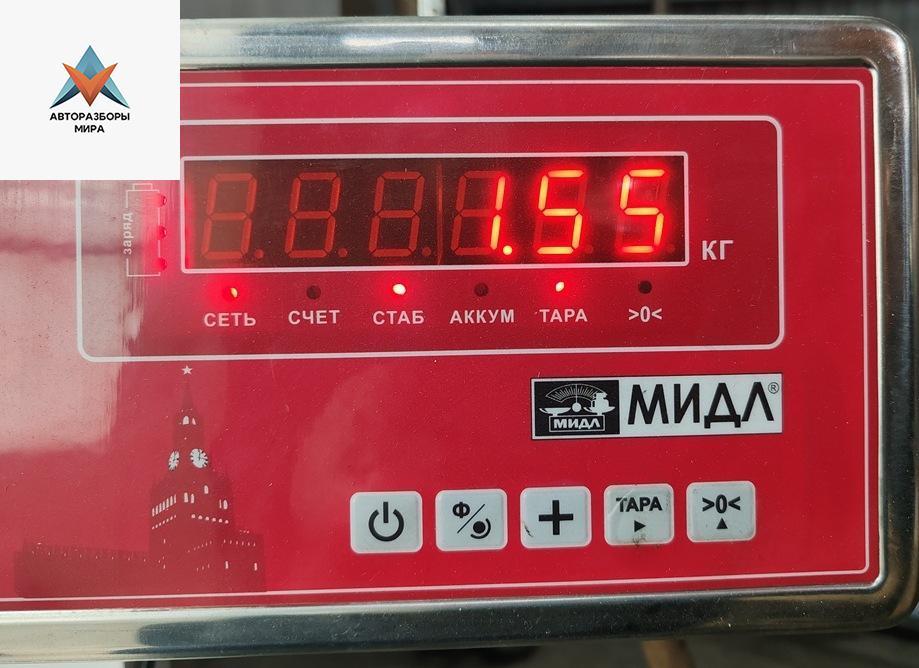 АВТОРАЗБОРЫ
МИРА
заряд
1.55
КГ
СЕТЬ СЧЕТ СТАБ АККУМ ТАРА >0<
МИДЛ МИДЛ®
Ф
+ ТАРА >0<